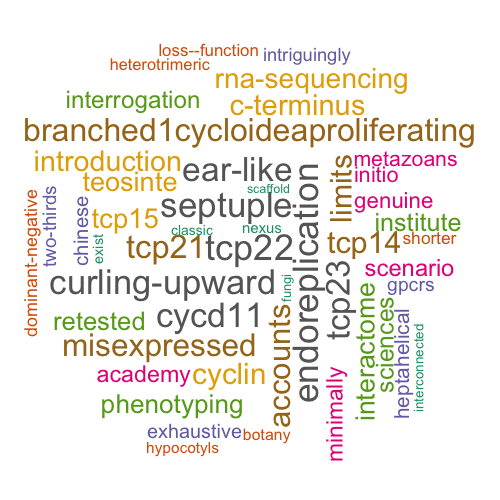 loss--function
heterotrimeric
intriguingly
rna-sequencing
interrogation
c-terminus
branched1cycloideaproliferating
introduction
ear-like
limits
metazoans
teosinte
scaffold
initio
dominant-negative
two-thirds
chinese
septuple
endoreplication
genuine
tcp15
classic
nexus
institute
exist
tcp21
tcp22
tcp14
shorter
curling-upward
fungi
tcp23
scenario
gpcrs
retested
cycd11
accounts
interactome
sciences
heptahelical
interconnected
misexpressed
academy
cyclin
minimally
phenotyping
exhaustive
botany
hypocotyls